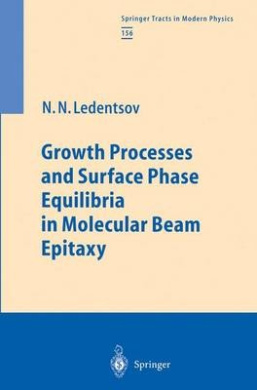 Springer Tracts in Modern Physics
156
N. N. Ledentsov
Growth Processes
and Surface Phase
Equilibria
in Molecular Beam
Epitaxy
Springer